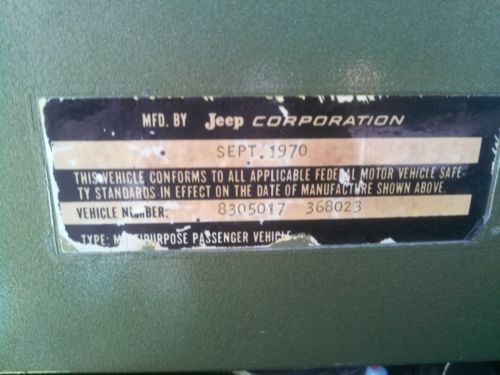 MFD. BY Jeep CORPORATION
SEPT. 1970
THIS VEHICLE CONFORMS TO ALL APPLICABLE FEDERAL MOTOR VEHICLE SAFE-
TY STANDARDS IN EFFECT ON THE DATE OF MANUFACTURE SHOWN ABOVE.
VEHICLE NUMBER: 8305017 368023
TYPE: MULTIPURPOSE PASSENGER VEHICLE